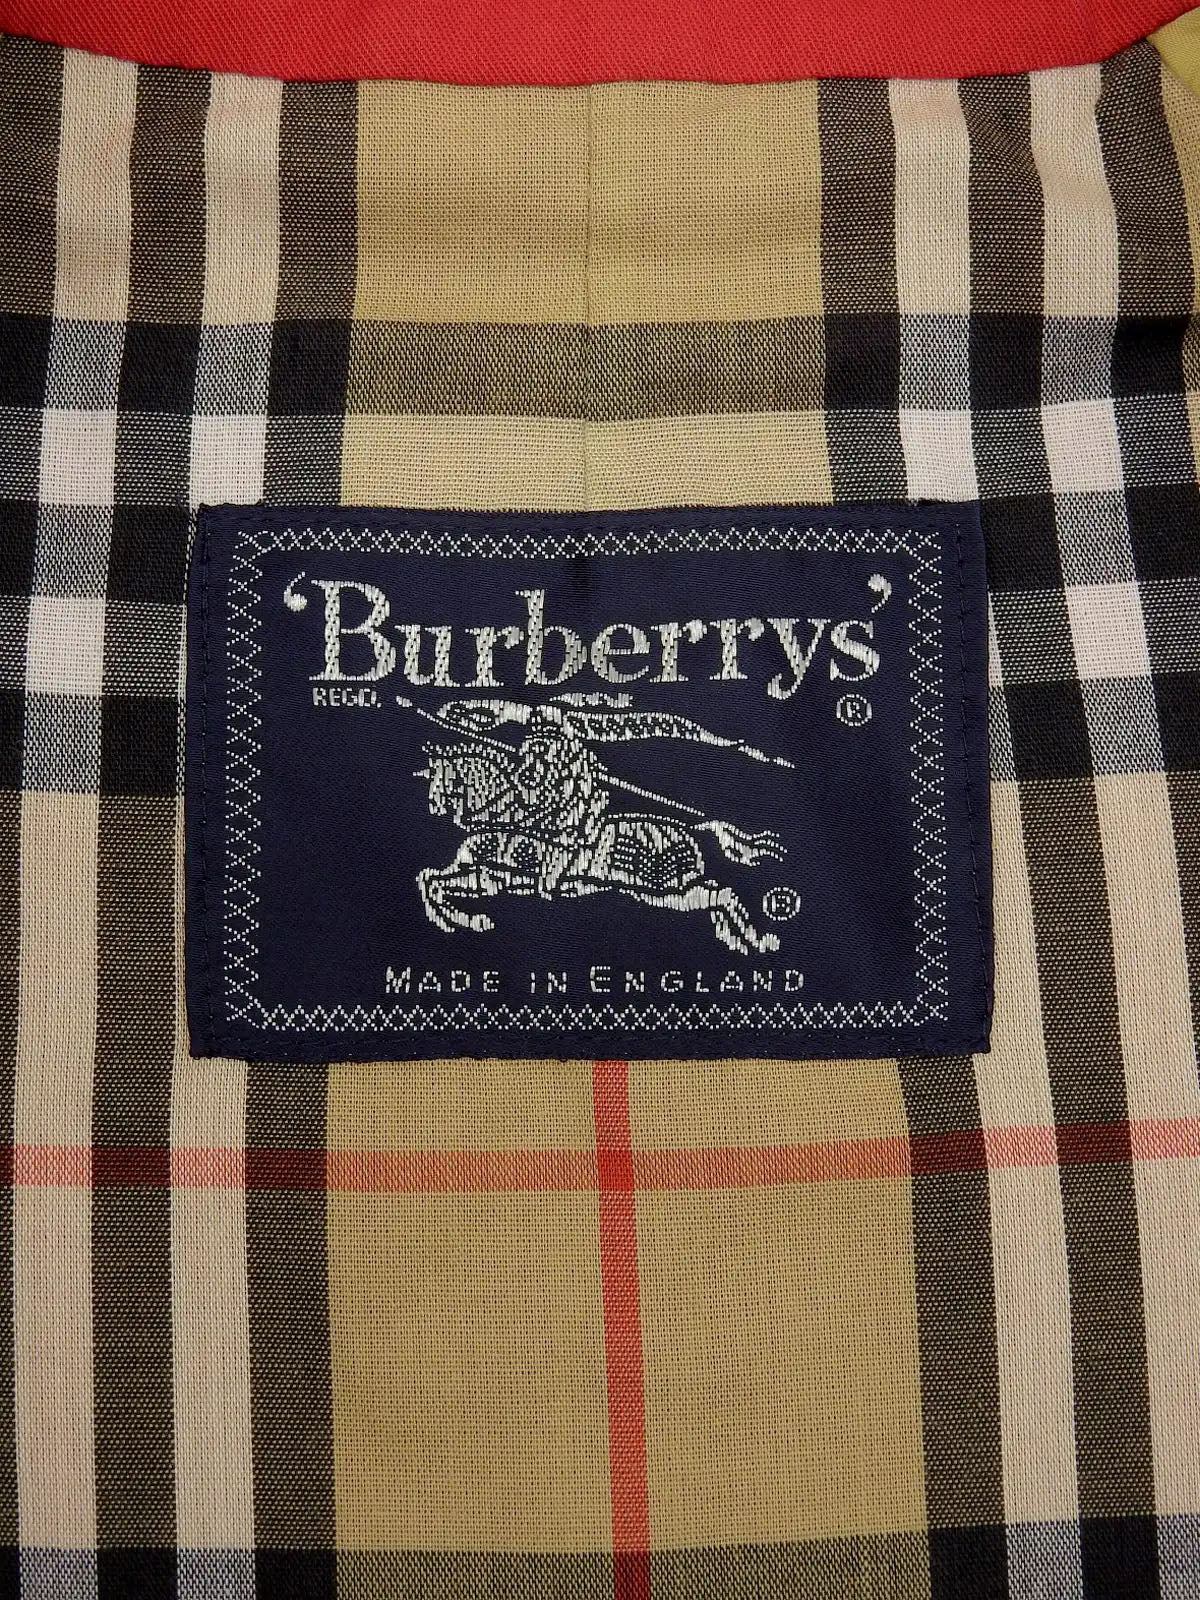 ‘Burberrys’
REGD. ®
®
MADE IN ENGLAND